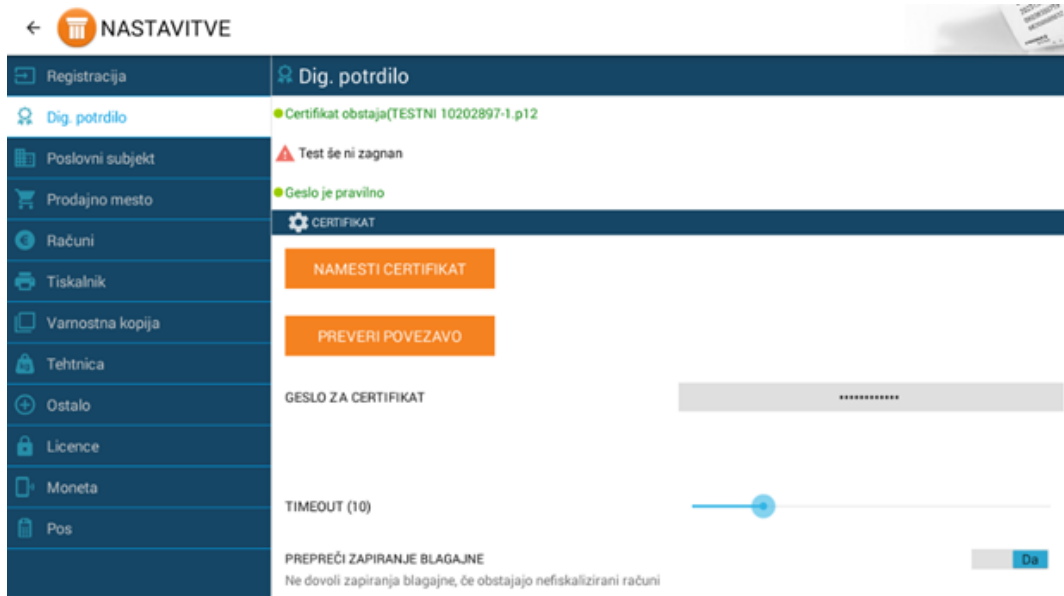 NASTAVITVE
Registracija
Dig. potrdilo
Poslovni subjekt
Prodajno mesto
Računi
Tiskalnik
Varnostna kopija
Tehtnica
Ostalo
Licence
Moneta
Pos
Dig. potrdilo
Certifikat obstaja(TESTNI 10202897-1.p12
Test še ni zagnan
Geslo je pravilno
CERTIFIKAT
NAMESTI CERTIFIKAT
PREVERI POVEZAVO
GESLO ZA CERTIFIKAT
••••••••••••
TIMEOUT (10)
PREPREČI ZAPIRANJE BLAGAJNE
Da
Ne dovoli zapiranja blagajne, če obstajajo nefiskalizirani računi